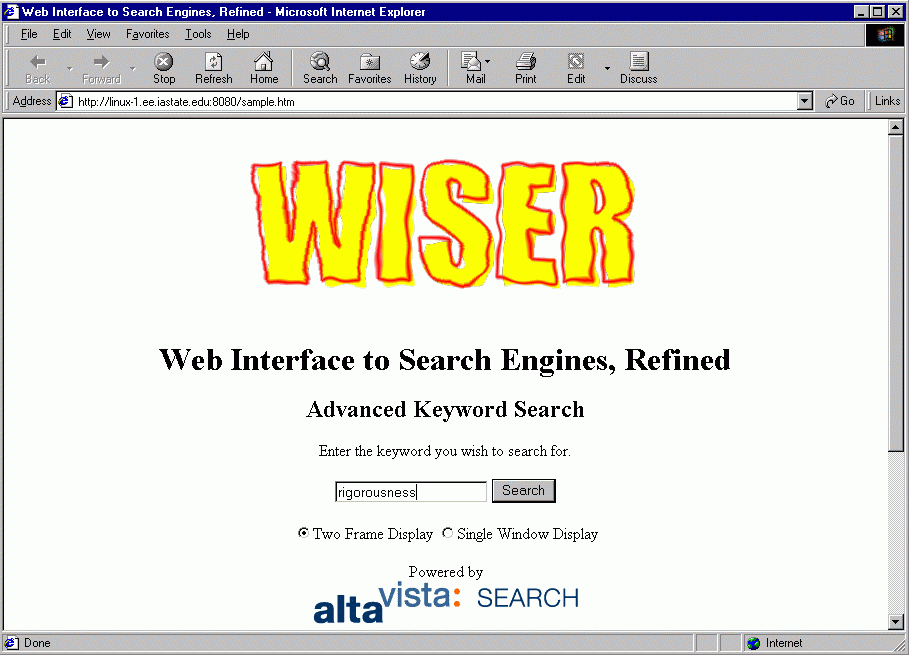 Web Interface to Search Engines, Refined - Microsoft Internet Explorer
File Edit View Favorites Tools Help
Back Forward Stop Refresh Home Search Favorites History Mail Print Edit Discuss
Address http://linux-1.ee.iastate.edu:8080/sample.htm Go Links
WISER
Web Interface to Search Engines, Refined
Advanced Keyword Search
Enter the keyword you wish to search for.
rigorousness Search
Two Frame Display Single Window Display
Powered by
altavista: SEARCH
Done Internet